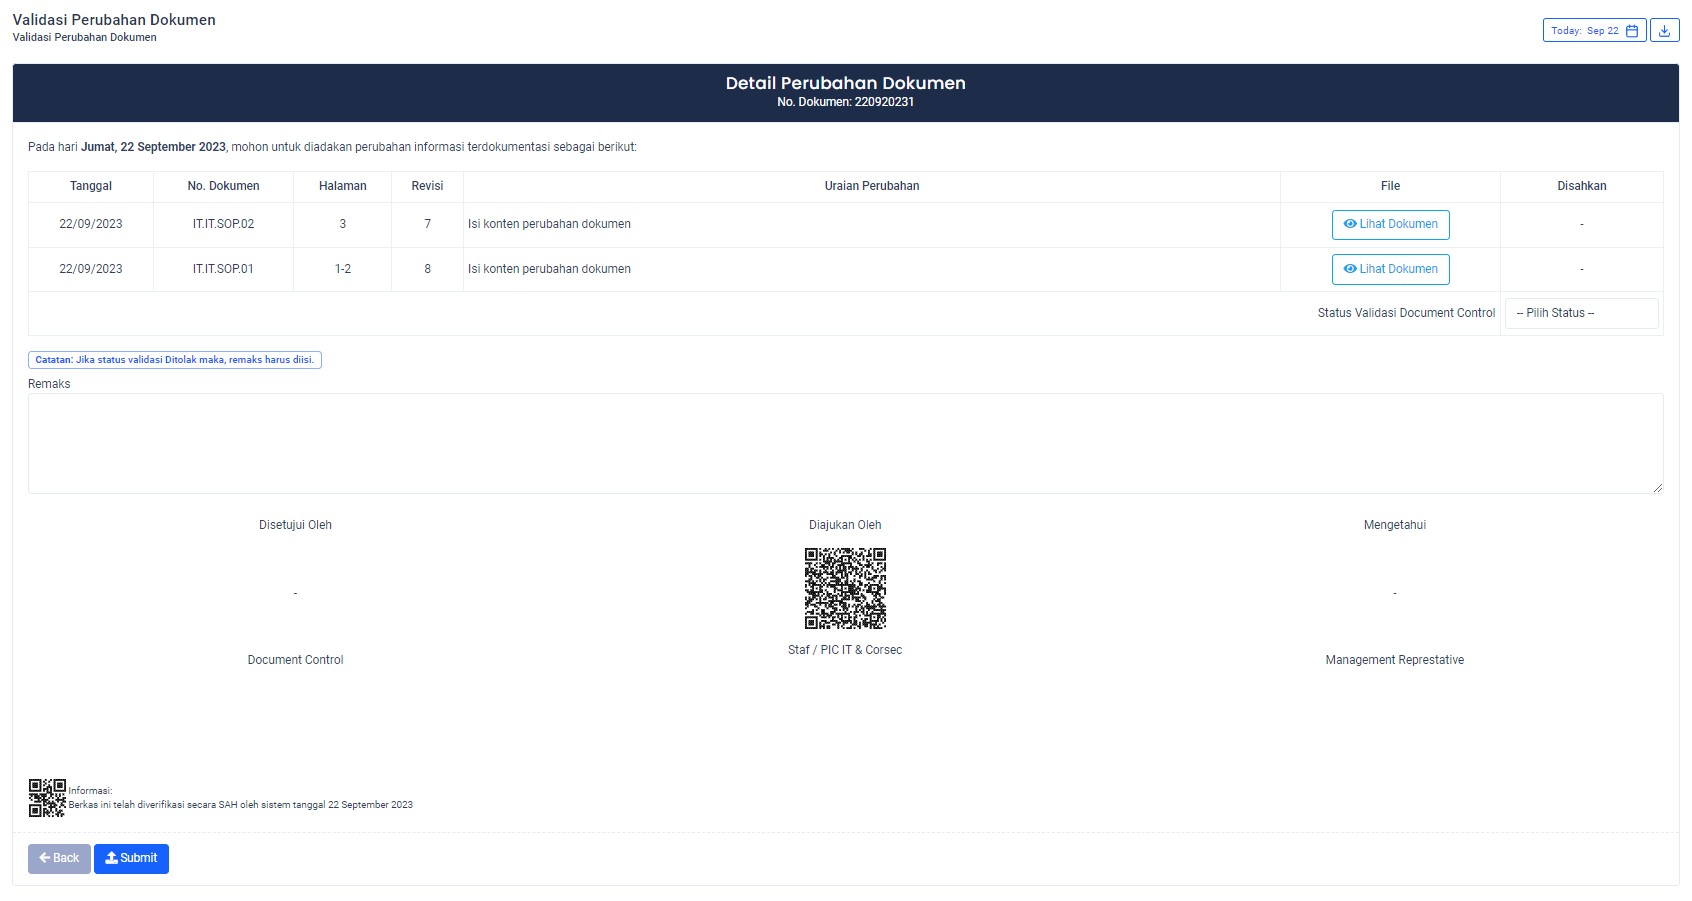 Validasi Perubahan Dokumen
Validasi Perubahan Dokumen
Today: Sep 22
Detail Perubahan Dokumen
No. Dokumen: 220920231
Pada hari Jumat, 22 September 2023, mohon untuk diadakan perubahan informasi terdokumentasi sebagai berikut:
Tanggal No. Dokumen Halaman Revisi Uraian Perubahan File Disahkan
22/09/2023 IT.IT.SOP.02 3 7 Isi konten perubahan dokumen Lihat Dokumen -
22/09/2023 IT.IT.SOP.01 1-2 8 Isi konten perubahan dokumen Lihat Dokumen -
Status Validasi Document Control -- Pilih Status --
Catatan: Jika status validasi Ditolak maka, remaks harus diisi.
Remaks
Disetujui Oleh Diajukan Oleh Mengetahui
- -
Staf / PIC IT & Corsec
Document Control Management Represtative
Informasi:
Berkas ini telah diverifikasi secara SAH oleh sistem tanggal 22 September 2023
Back Submit